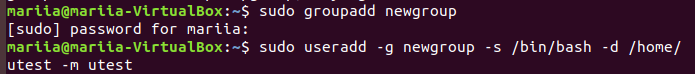 mariia@mariia-VirtualBox:~$ sudo groupadd newgroup
[sudo] password for mariia:
mariia@mariia-VirtualBox:~$ sudo useradd -g newgroup -s /bin/bash -d /home/
utest -m utest